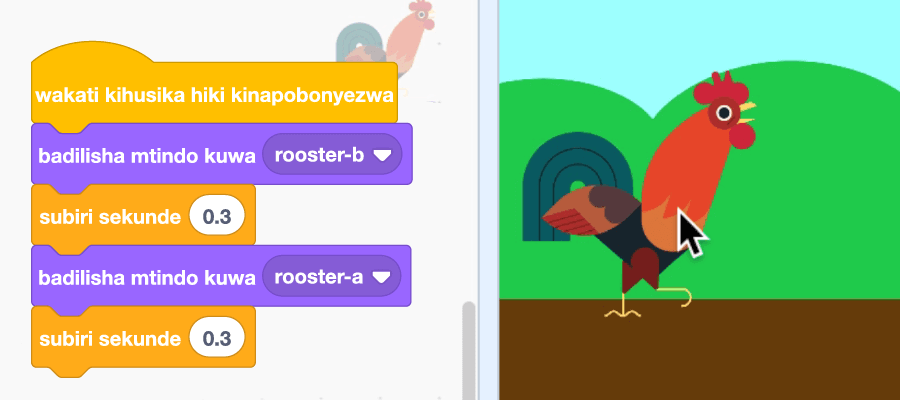 wakati kihusika hiki kinapobonyezwa
badilisha mtindo kuwa rooster-b
subiri sekunde 0.3
badilisha mtindo kuwa rooster-a
subiri sekunde 0.3